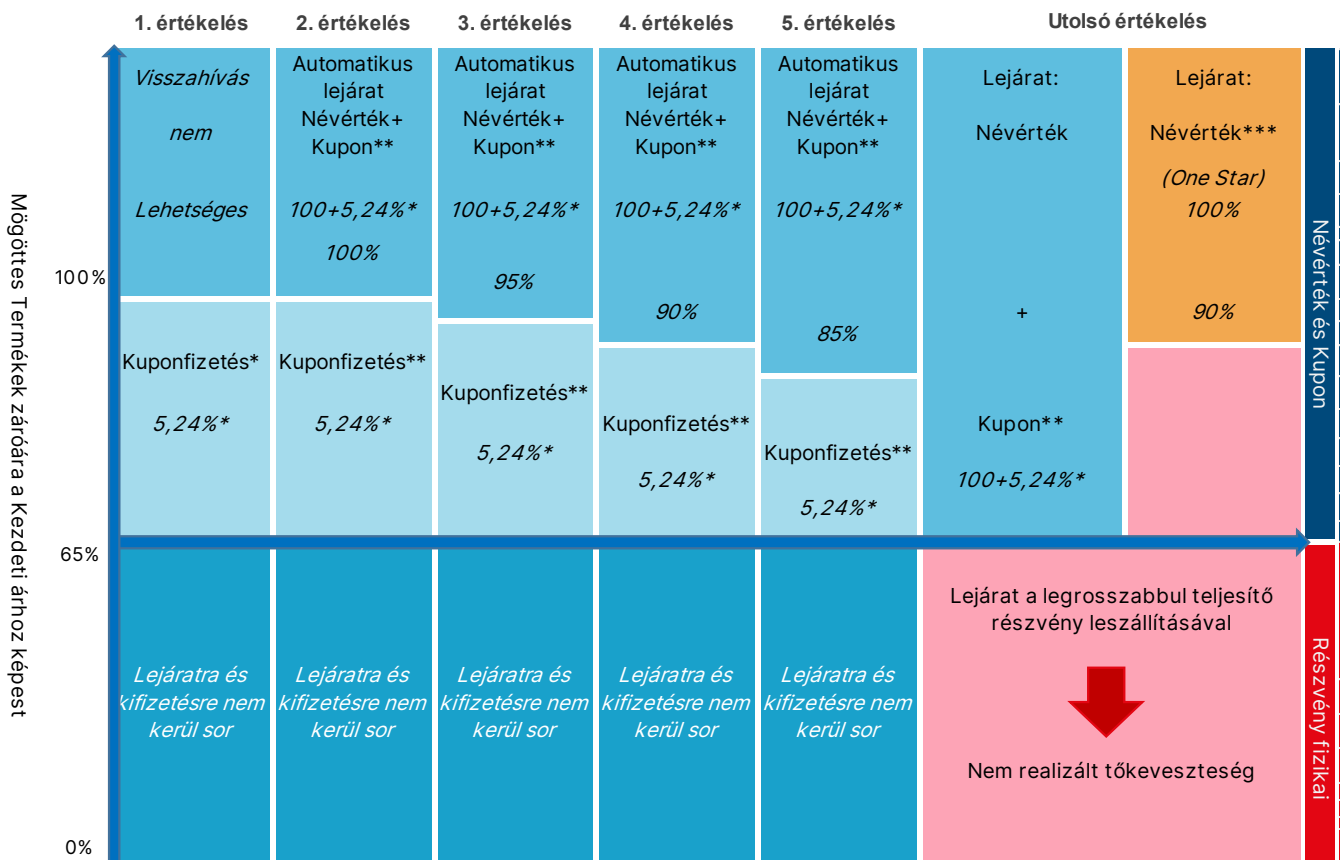 1. értékelés
2. értékelés
3. értékelés
4. értékelés
5. értékelés
Utolsó értékelés
Mögöttes Termékek záróára a Kezdeti árhoz képest
100%
65%
0%
Visszahívás
nem
Lehetséges
Kuponfizetés*
5,24%*
Lejáratra és
kifizetésre nem
kerül sor
Automatikus
lejárat
Névérték+
Kupon**
100+5,24%*
100%
Kuponfizetés**
5,24%*
Lejáratra és
kifizetésre nem
kerül sor
Automatikus
lejárat
Névérték+
Kupon**
100+5,24%*
95%
Kuponfizetés**
5,24%*
Lejáratra és
kifizetésre nem
kerül sor
Automatikus
lejárat
Névérték+
Kupon**
100+5,24%*
90%
Kuponfizetés**
5,24%*
Lejáratra és
kifizetésre nem
kerül sor
Automatikus
lejárat
Névérték+
Kupon**
100+5,24%*
85%
Kuponfizetés**
5,24%*
Lejáratra és
kifizetésre nem
kerül sor
Lejárat:
Névérték
+
Kupon**
100+5,24%*
Lejárat:
Névérték***
(One Star)
100%
90%
Lejárat a legrosszabbul teljesítő
részvény leszállításával
Nem realizált tőkeveszteség
Névérték és Kupon
Részvény fizikai